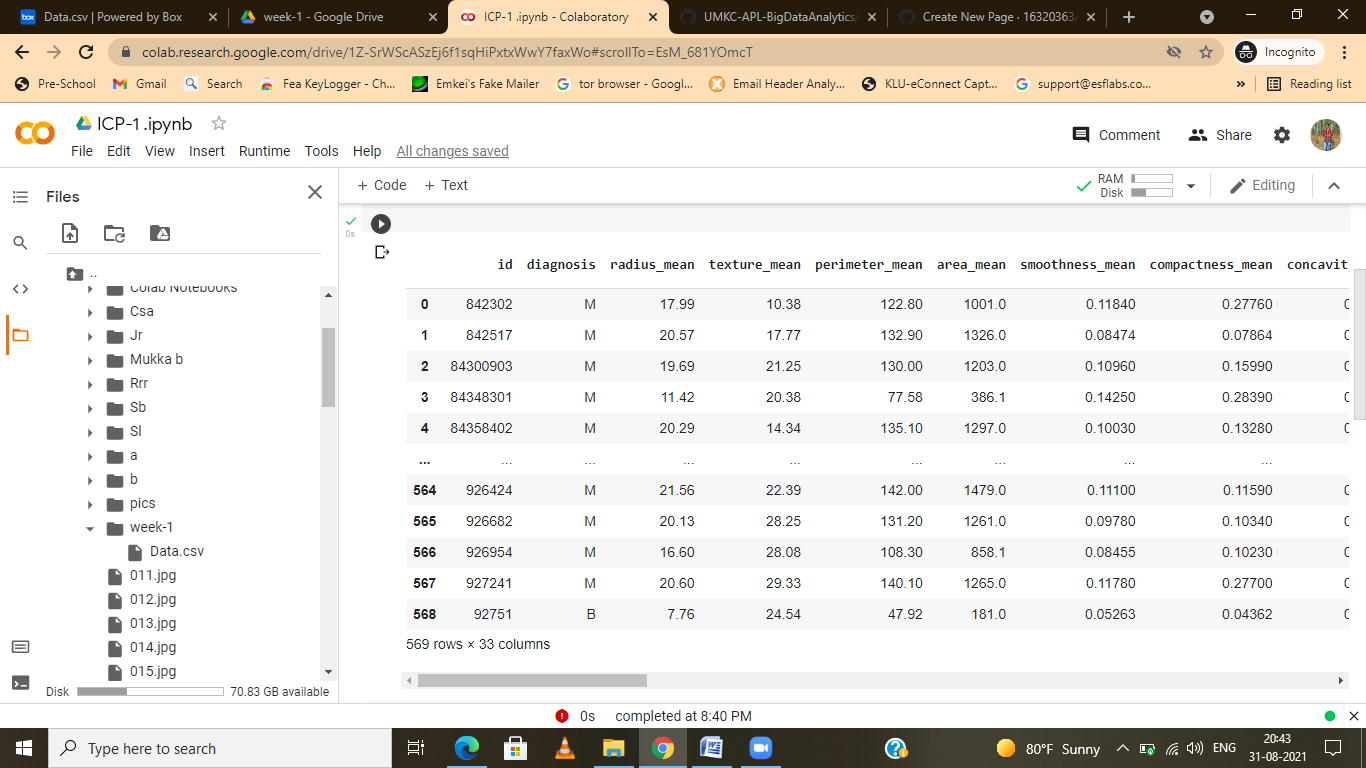 Data.csv | Powered by Box
week-1 - Google Drive
ICP-1 .ipynb - Colaboratory
UMKC-APL-BigDataAnalytics/
Create New Page · 16320363/
colab.research.google.com/drive/1Z-SrWScASzEj6f1sqHiPxtxWwY7faxWo#scrollTo=EsM_681YOmcT
Incognito
Pre-School
Gmail
Search
Fea KeyLogger - Ch...
Emkei's Fake Mailer
tor browser - Googl...
Email Header Analy...
KLU-eConnect Capt...
support@esflabs.co...
»
Reading list
ICP-1 .ipynb
File Edit View Insert Runtime Tools Help All changes saved
Comment
Share
Files
+ Code + Text
RAM
Disk
Editing
..
Colab Notebooks
Csa
Jr
Mukka b
Rrr
Sb
Sl
a
b
pics
week-1
Data.csv
011.jpg
012.jpg
013.jpg
014.jpg
015.jpg
Disk 70.83 GB available
0s
id diagnosis radius_mean texture_mean perimeter_mean area_mean smoothness_mean compactness_mean concavit
0 842302 M 17.99 10.38 122.80 1001.0 0.11840 0.27760 0
1 842517 M 20.57 17.77 132.90 1326.0 0.08474 0.07864 0
2 84300903 M 19.69 21.25 130.00 1203.0 0.10960 0.15990 0
3 84348301 M 11.42 20.38 77.58 386.1 0.14250 0.28390 0
4 84358402 M 20.29 14.34 135.10 1297.0 0.10030 0.13280 0
... ... ... ... ... ... ... ... ...
564 926424 M 21.56 22.39 142.00 1479.0 0.11100 0.11590 0
565 926682 M 20.13 28.25 131.20 1261.0 0.09780 0.10340 0
566 926954 M 16.60 28.08 108.30 858.1 0.08455 0.10230 0
567 927241 M 20.60 29.33 140.10 1265.0 0.11780 0.27700 0
568 92751 B 7.76 24.54 47.92 181.0 0.05263 0.04362 0
569 rows × 33 columns
0s completed at 8:40 PM
Type here to search
80°F Sunny
ENG
20:43
31-08-2021